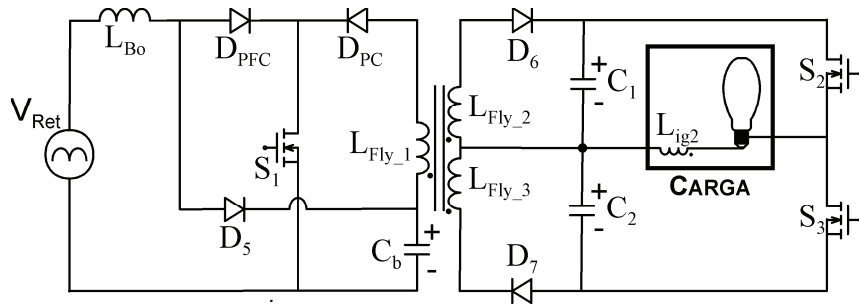 L_Bo
D_PFC
D_PC
D_6
V_Ret
S_1
L_Fly_1
L_Fly_2
L_Fly_3
+
C_1
-
S_2
L_ig2
CARGA
D_5
+
C_b
-
+
C_2
-
S_3
D_7